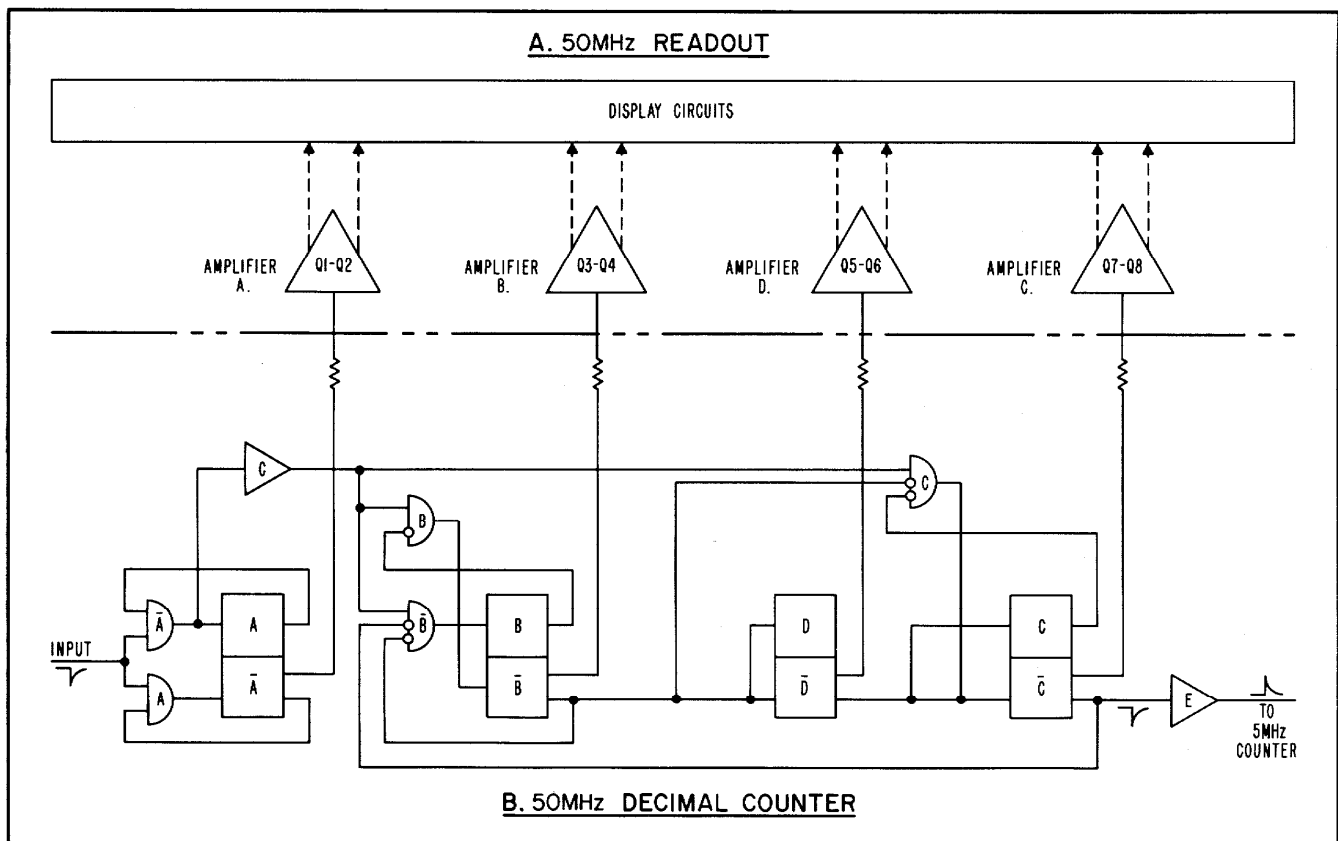 A. 50MHz READOUT
DISPLAY CIRCUITS
AMPLIFIER
A.
Q1-Q2
AMPLIFIER
B.
Q3-Q4
AMPLIFIER
D.
Q5-Q6
AMPLIFIER
C.
Q7-Q8
C
C
B
Ā
B̄
A
B
D
C
INPUT
A
Ā
B̄
D̄
C̄
E
TO
5MHz
COUNTER
B. 50MHz DECIMAL COUNTER